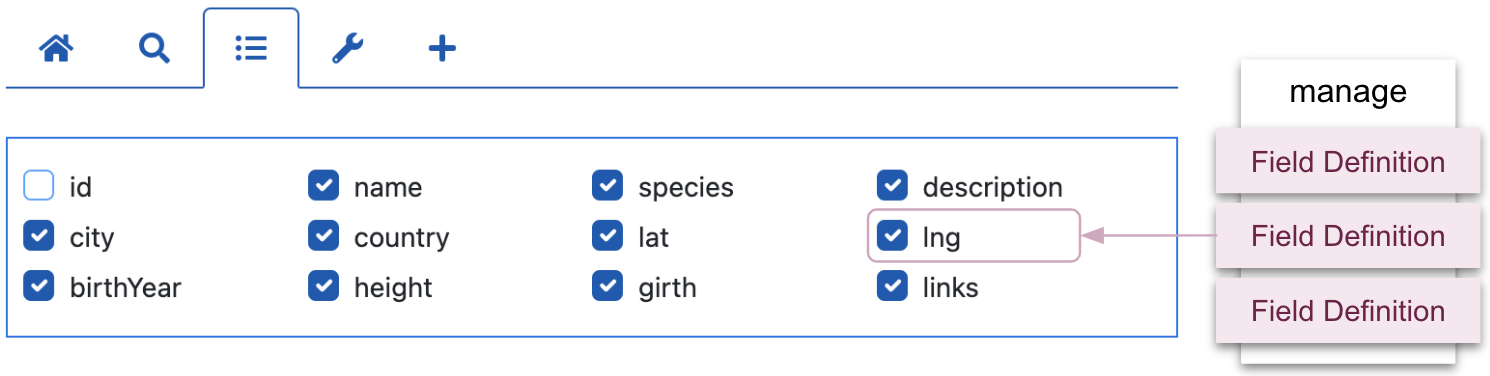 manage
id name species description Field Definition
city country lat lng Field Definition
birthYear height girth links Field Definition